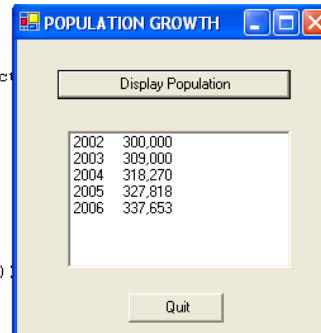 POPULATION GROWTH
ct
Display Population
2002 300,000
2003 309,000
2004 318,270
2005 327,818
2006 337,653
Quit